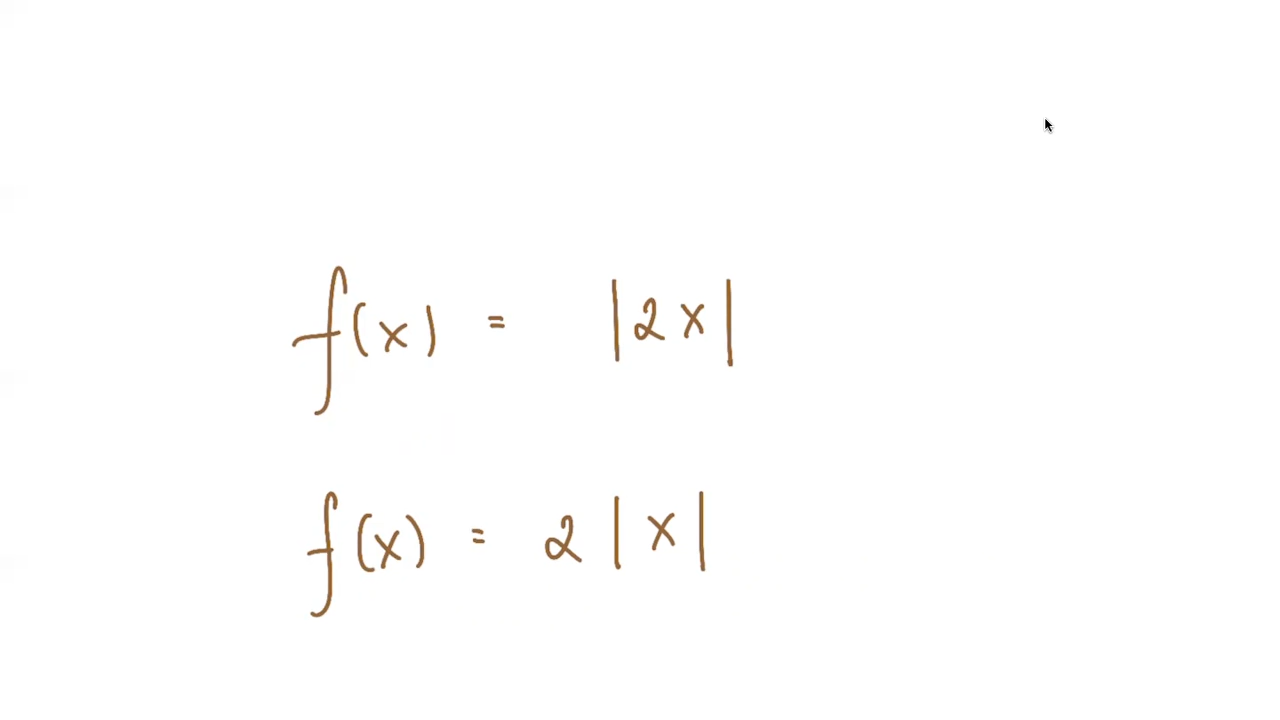 f(x) = |2x|
f(x) = 2|x|